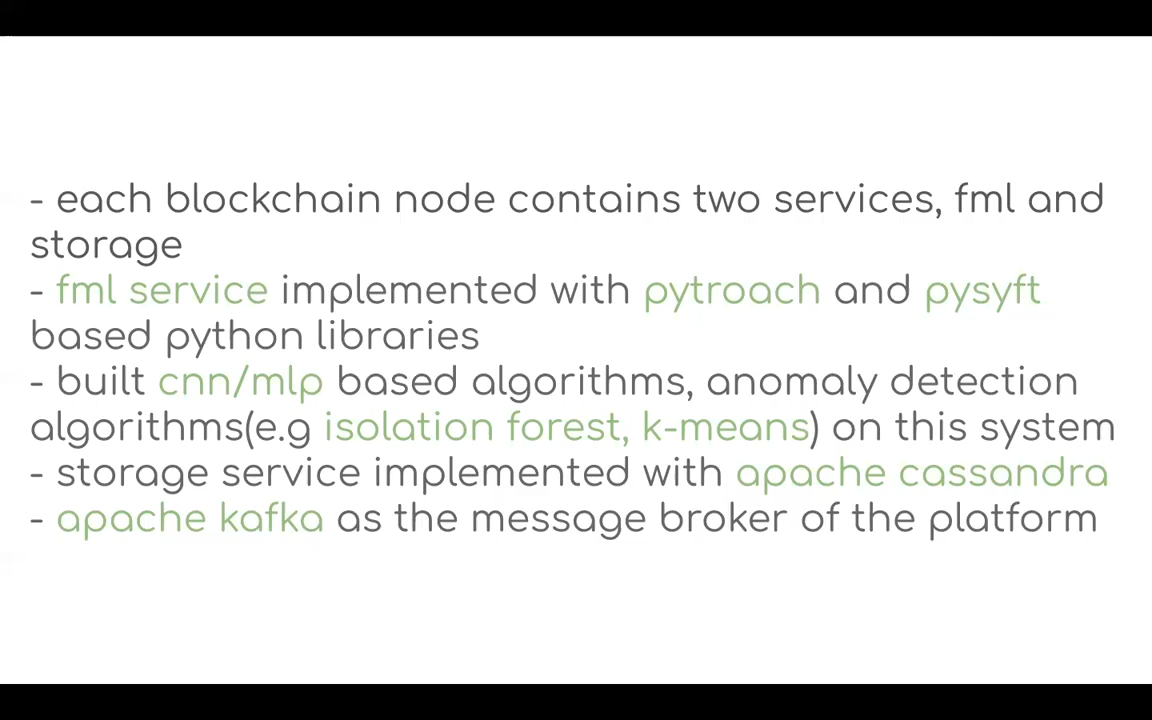 - each blockchain node contains two services, fml and
storage
- fml service implemented with pytroach and pysyft
based python libraries
- built cnn/mlp based algorithms, anomaly detection
algorithms(e.g isolation forest, k-means) on this system
- storage service implemented with apache cassandra
- apache kafka as the message broker of the platform